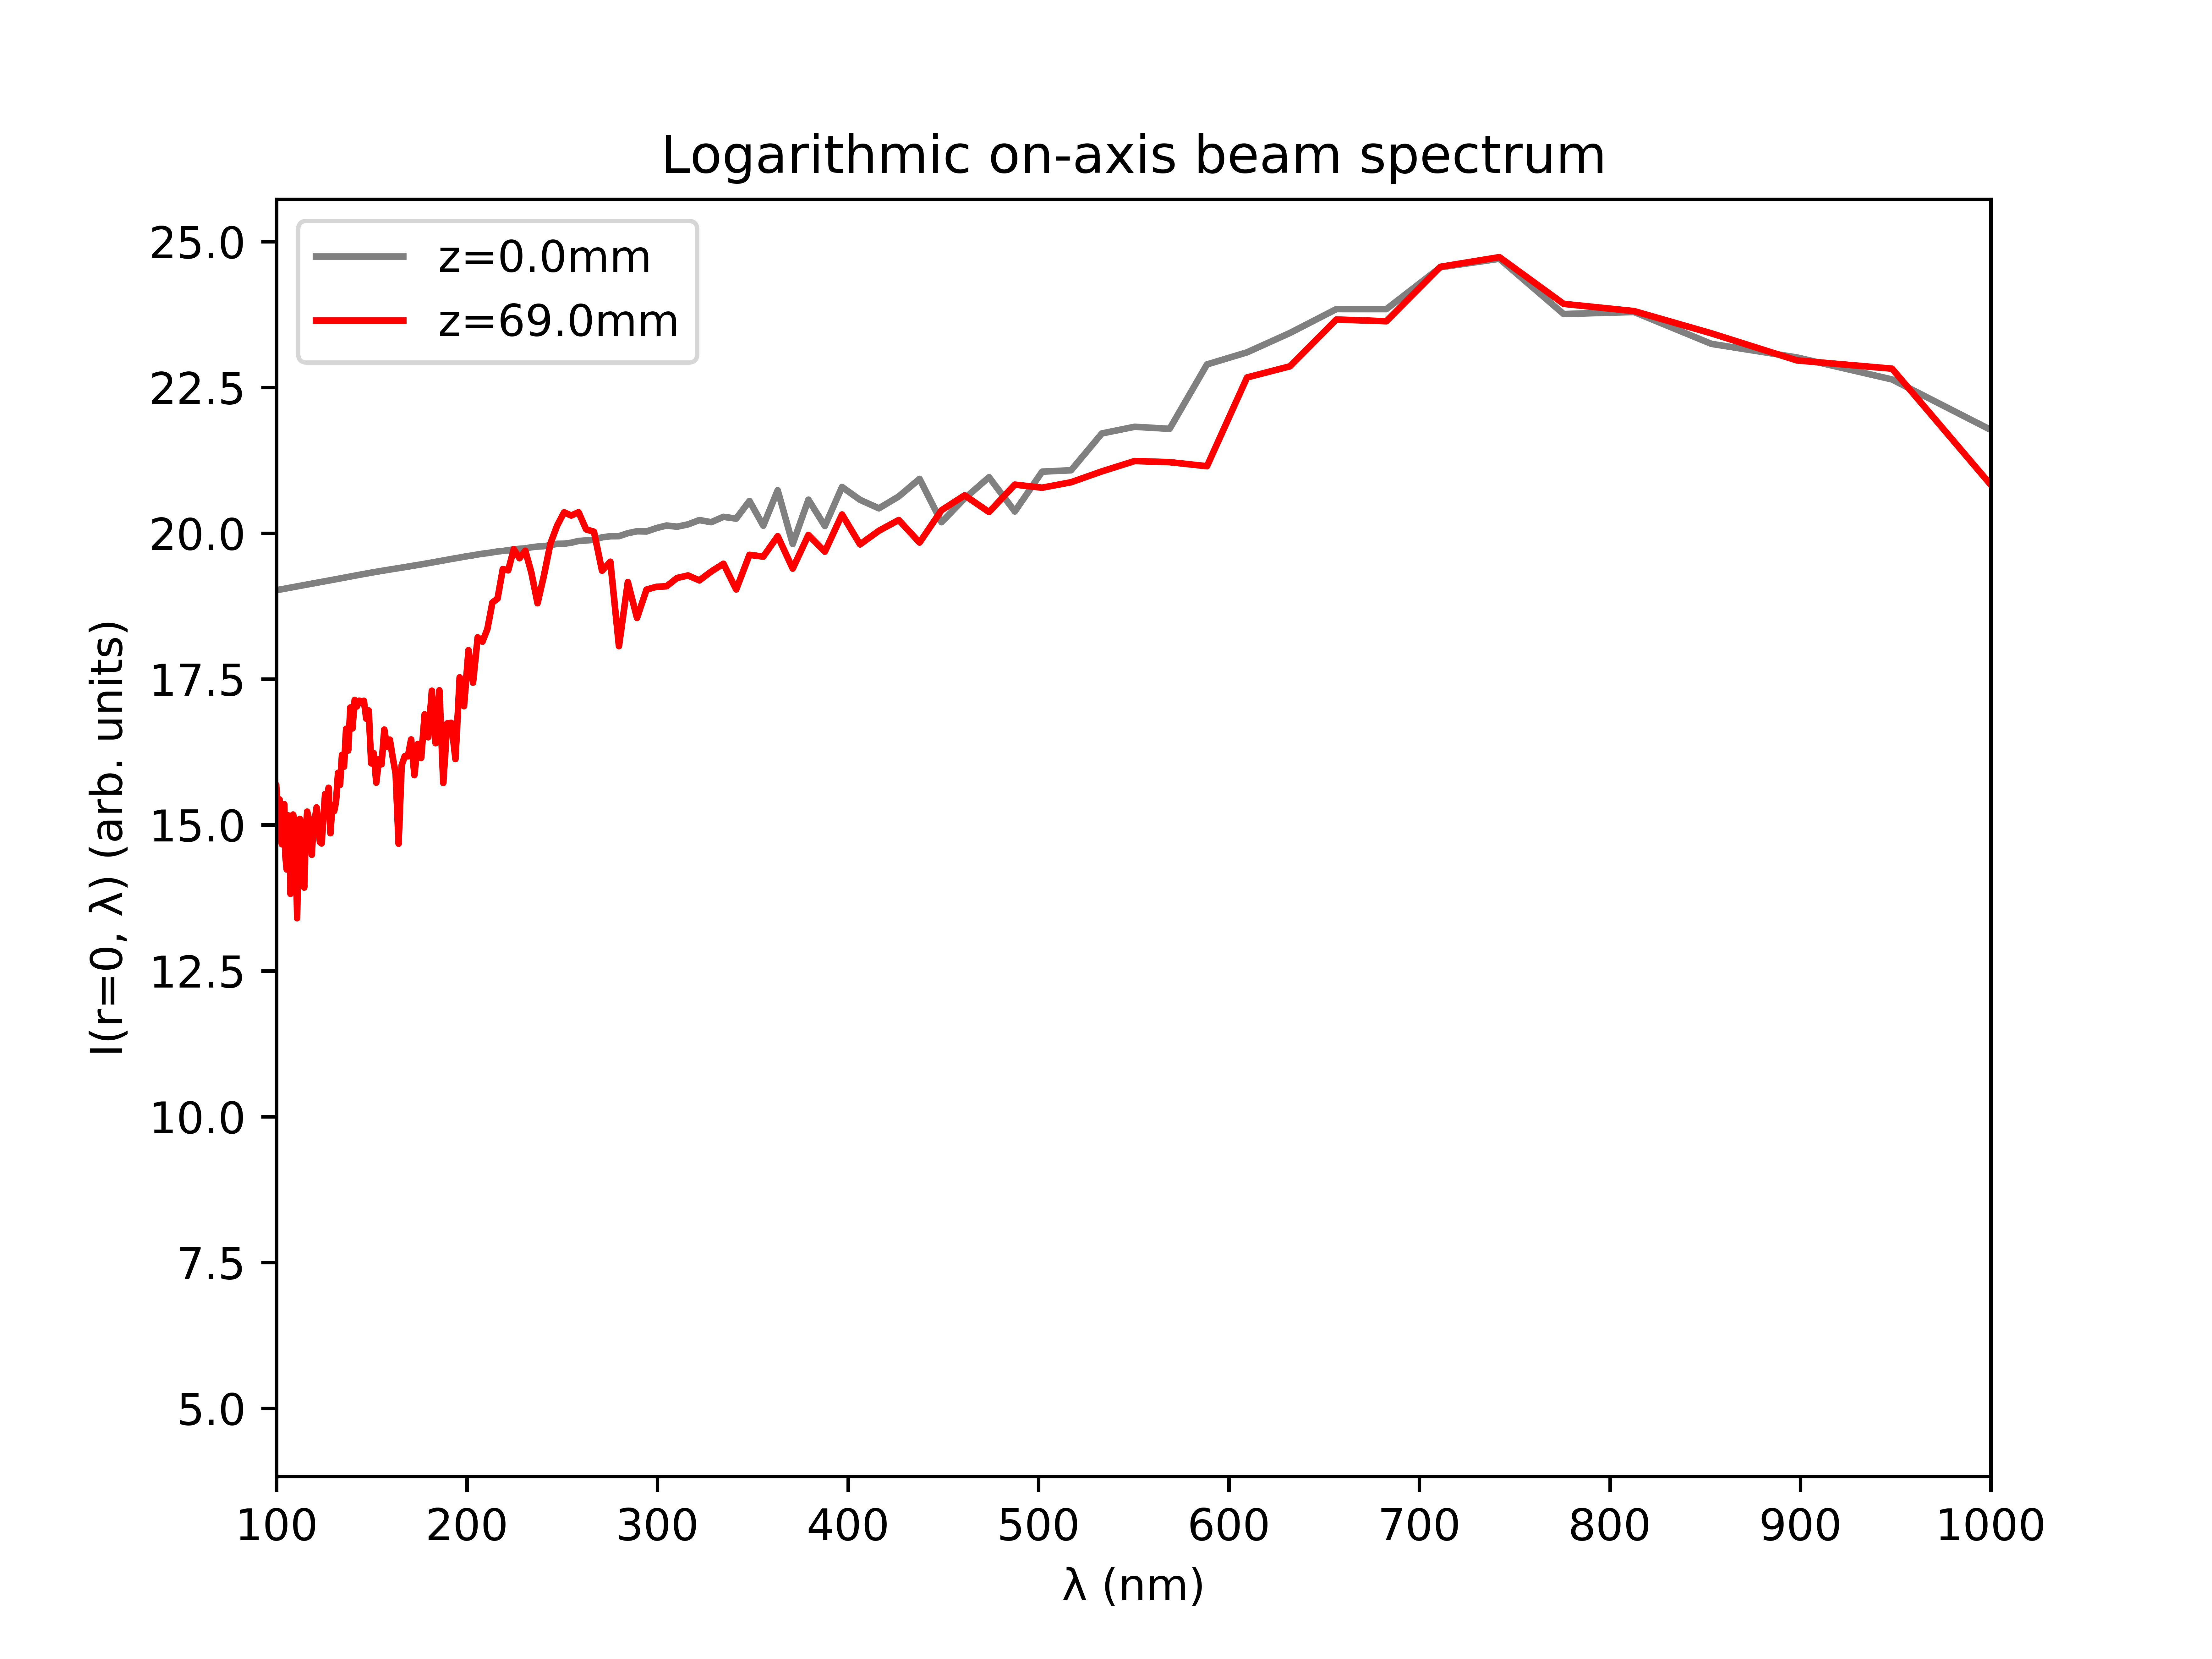 Logarithmic on-axis beam spectrum
z=0.0mm
z=69.0mm
I(r=0, λ) (arb. units)
25.0
22.5
20.0
17.5
15.0
12.5
10.0
7.5
5.0
100 200 300 400 500 600 700 800 900 1000
λ (nm)